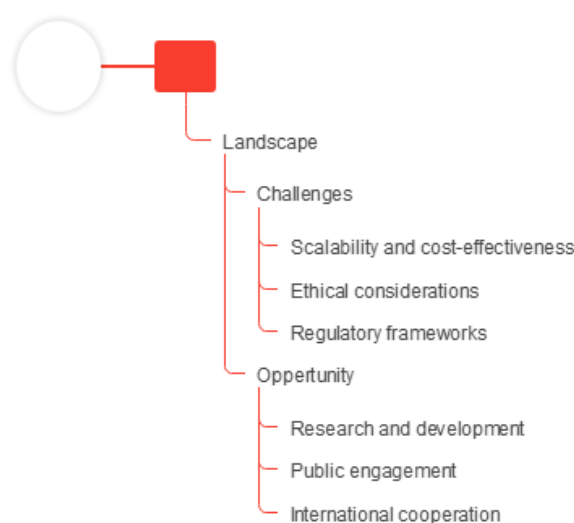 Landscape
Challenges
Scalability and cost-effectiveness
Ethical considerations
Regulatory frameworks
Oppertunity
Research and development
Public engagement
International cooperation